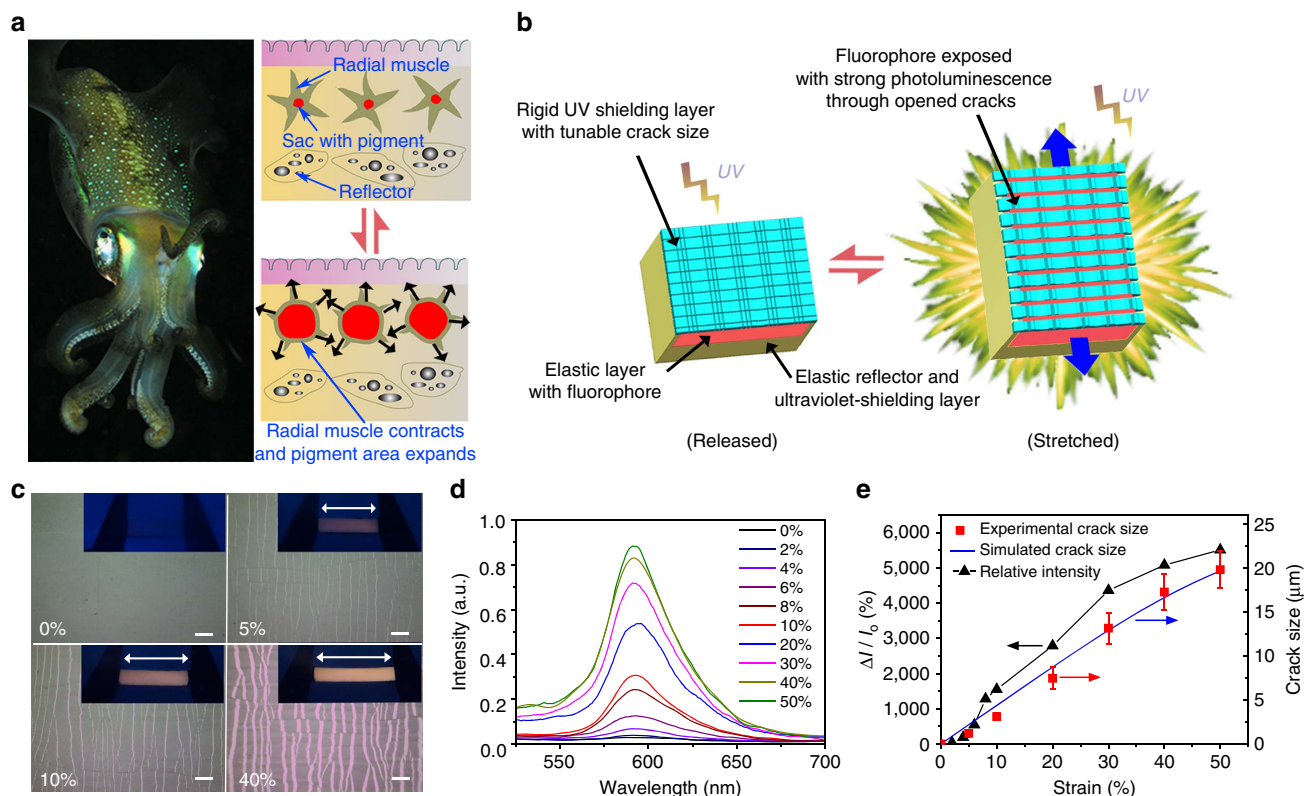 a
Radial muscle
Sac with pigment
Reflector
Radial muscle contracts
and pigment area expands
b
Rigid UV shielding layer
with tunable crack size
UV
Elastic layer
with fluorophore
Elastic reflector and
ultraviolet-shielding layer
(Released)
Fluorophore exposed
with strong photoluminescence
through opened cracks
UV
(Stretched)
c
0%
5%
10%
40%
d
Intensity (a.u.)
1.0
0.8
0.6
0.4
0.2
0.0
550
600
650
700
Wavelength (nm)
0%
2%
4%
6%
8%
10%
20%
30%
40%
50%
e
ΔI / Io (%)
6,000
5,000
4,000
3,000
2,000
1,000
0
Experimental crack size
Simulated crack size
Relative intensity
25
20
15
10
5
0
Crack size (μm)
0
10
20
30
40
50
Strain (%)